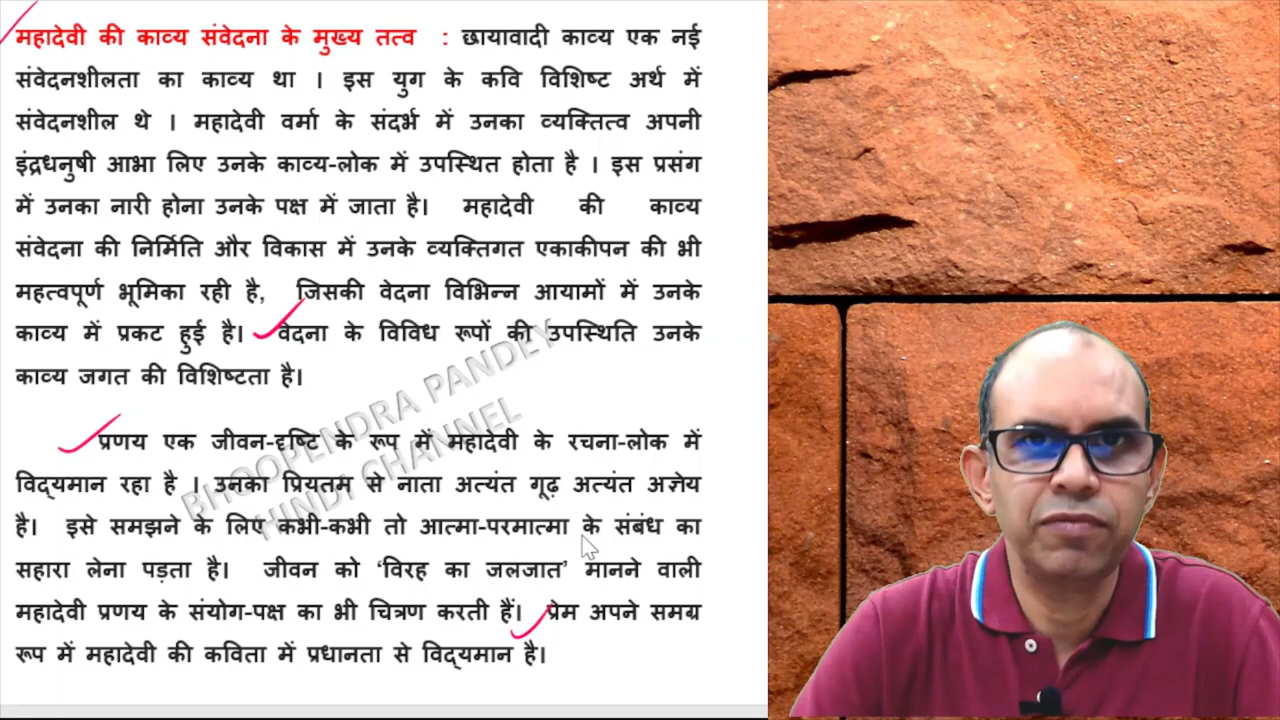 महादेवी की काव्य संवेदना के मुख्य तत्व : छायावादी काव्य एक नई
संवेदनशीलता का काव्य था । इस युग के कवि विशिष्ट अर्थ में
संवेदनशील थे । महादेवी वर्मा के संदर्भ में उनका व्यक्तित्व अपनी
इंद्रधनुषी आभा लिए उनके काव्य-लोक में उपस्थित होता है । इस प्रसंग
में उनका नारी होना उनके पक्ष में जाता है। महादेवी की काव्य
संवेदना की निर्मिति और विकास में उनके व्यक्तिगत एकाकीपन की भी
महत्वपूर्ण भूमिका रही है, जिसकी वेदना विभिन्न आयामों में उनके
काव्य में प्रकट हुई है। वेदना के विविध रूपों की उपस्थिति उनके
काव्य जगत की विशिष्टता है।
प्रणय एक जीवन-दृष्टि के रूप में महादेवी के रचना-लोक में
विद्यमान रहा है । उनका प्रियतम से नाता अत्यंत गूढ़ अत्यंत अज्ञेय
है। इसे समझने के लिए कभी-कभी तो आत्मा-परमात्मा के संबंध का
सहारा लेना पड़ता है। जीवन को ‘विरह का जलजात’ मानने वाली
महादेवी प्रणय के संयोग-पक्ष का भी चित्रण करती हैं। प्रेम अपने समग्र
रूप में महादेवी की कविता में प्रधानता से विद्यमान है।
BHOOPENDRA PANDEY
HINDI CHANNEL